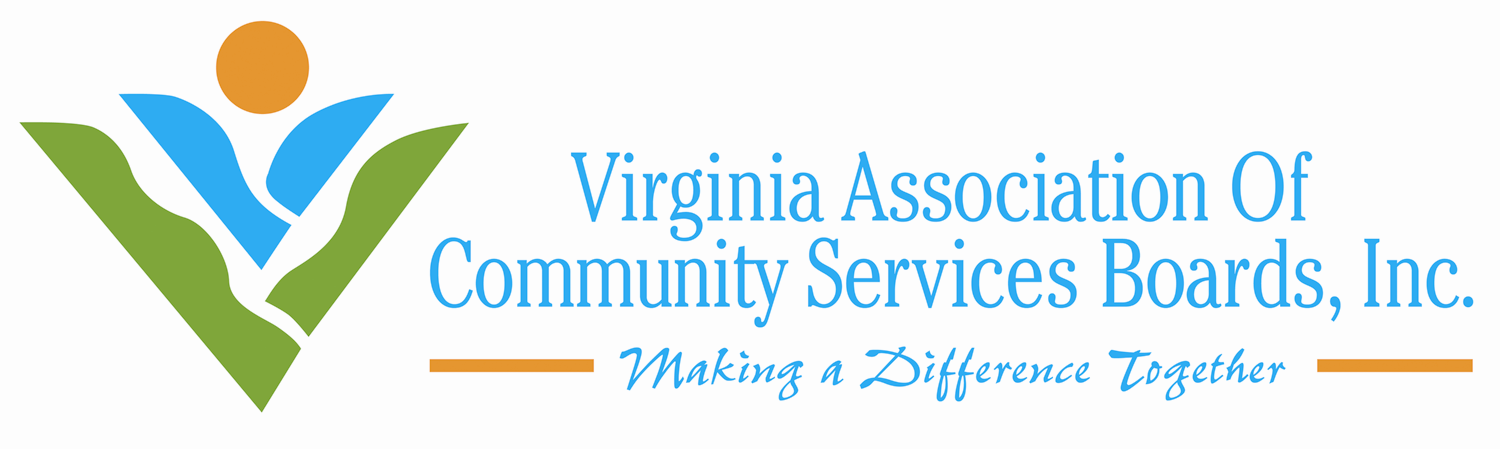 Virginia Association Of
Community Services Boards, Inc.
Making a Difference Together